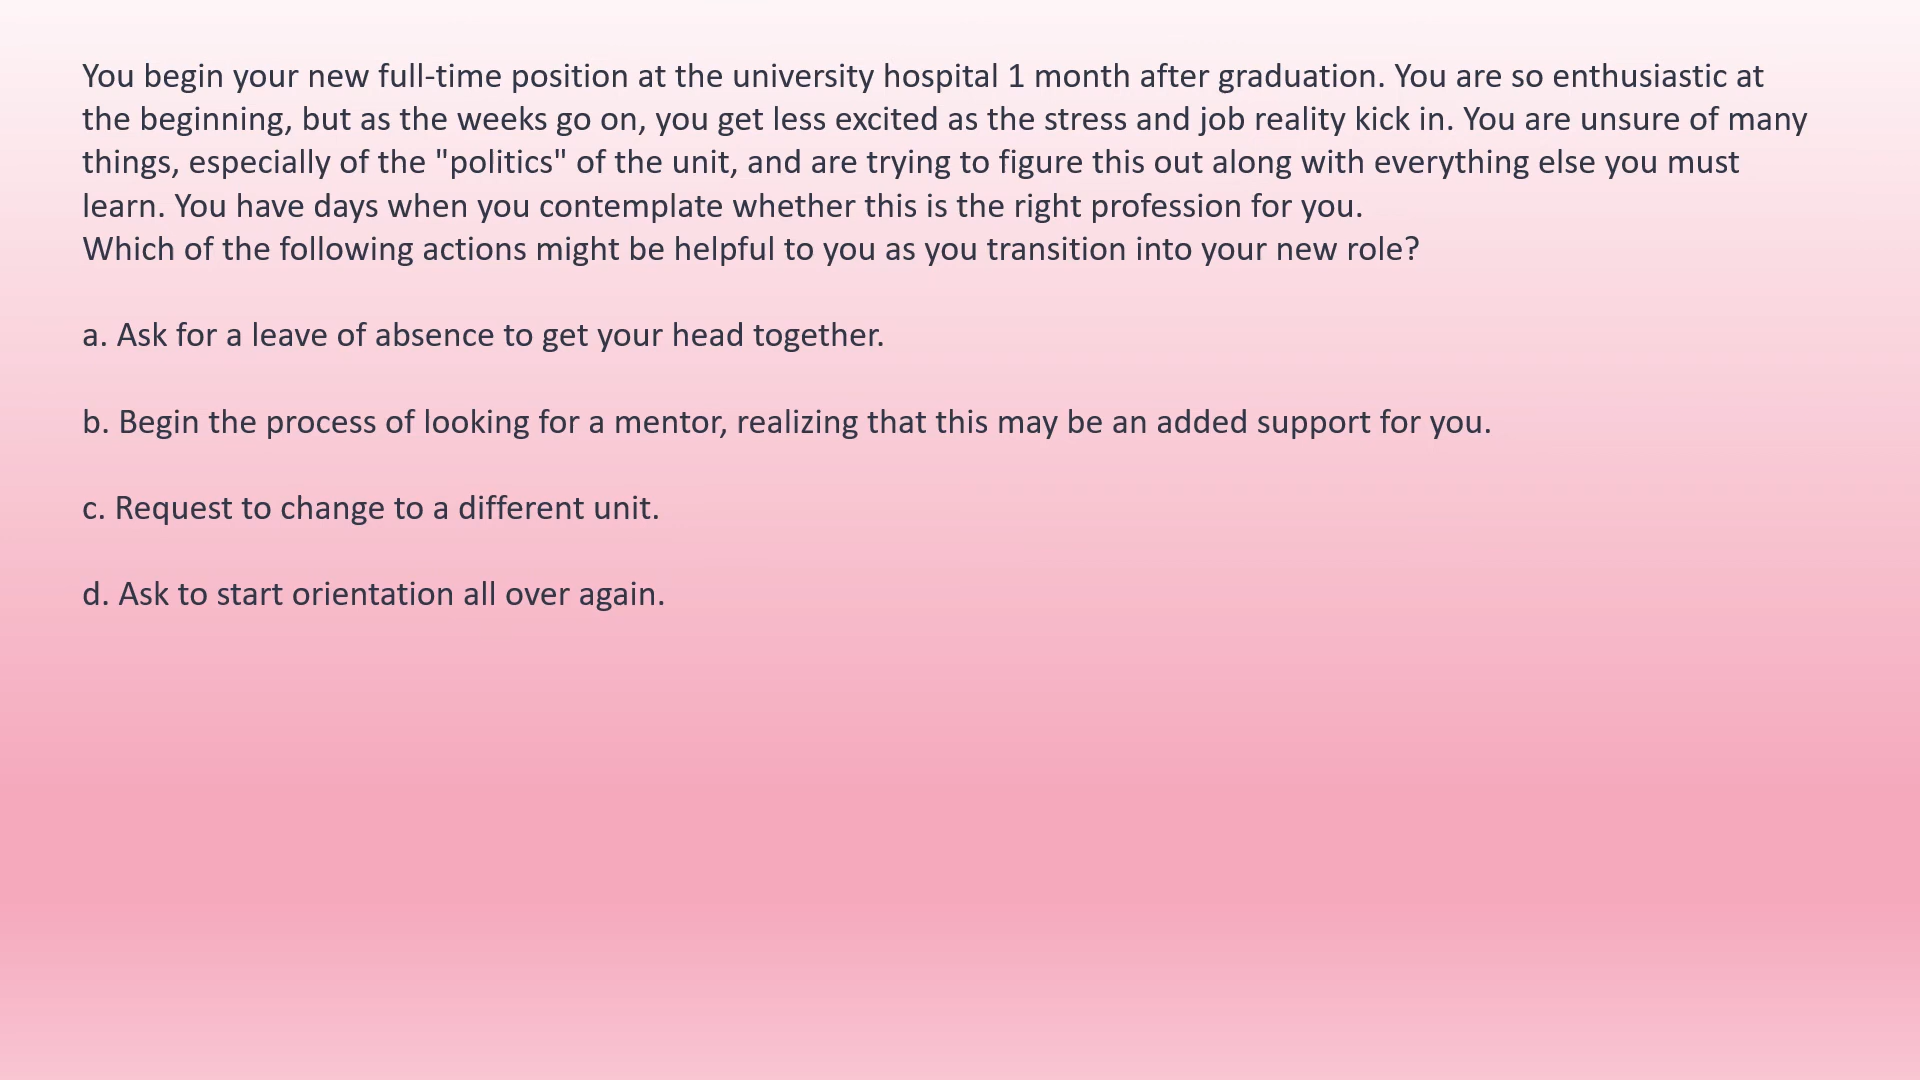 You begin your new full-time position at the university hospital 1 month after graduation. You are so enthusiastic at
the beginning, but as the weeks go on, you get less excited as the stress and job reality kick in. You are unsure of many
things, especially of the "politics" of the unit, and are trying to figure this out along with everything else you must
learn. You have days when you contemplate whether this is the right profession for you.
Which of the following actions might be helpful to you as you transition into your new role?
a. Ask for a leave of absence to get your head together.
b. Begin the process of looking for a mentor, realizing that this may be an added support for you.
c. Request to change to a different unit.
d. Ask to start orientation all over again.